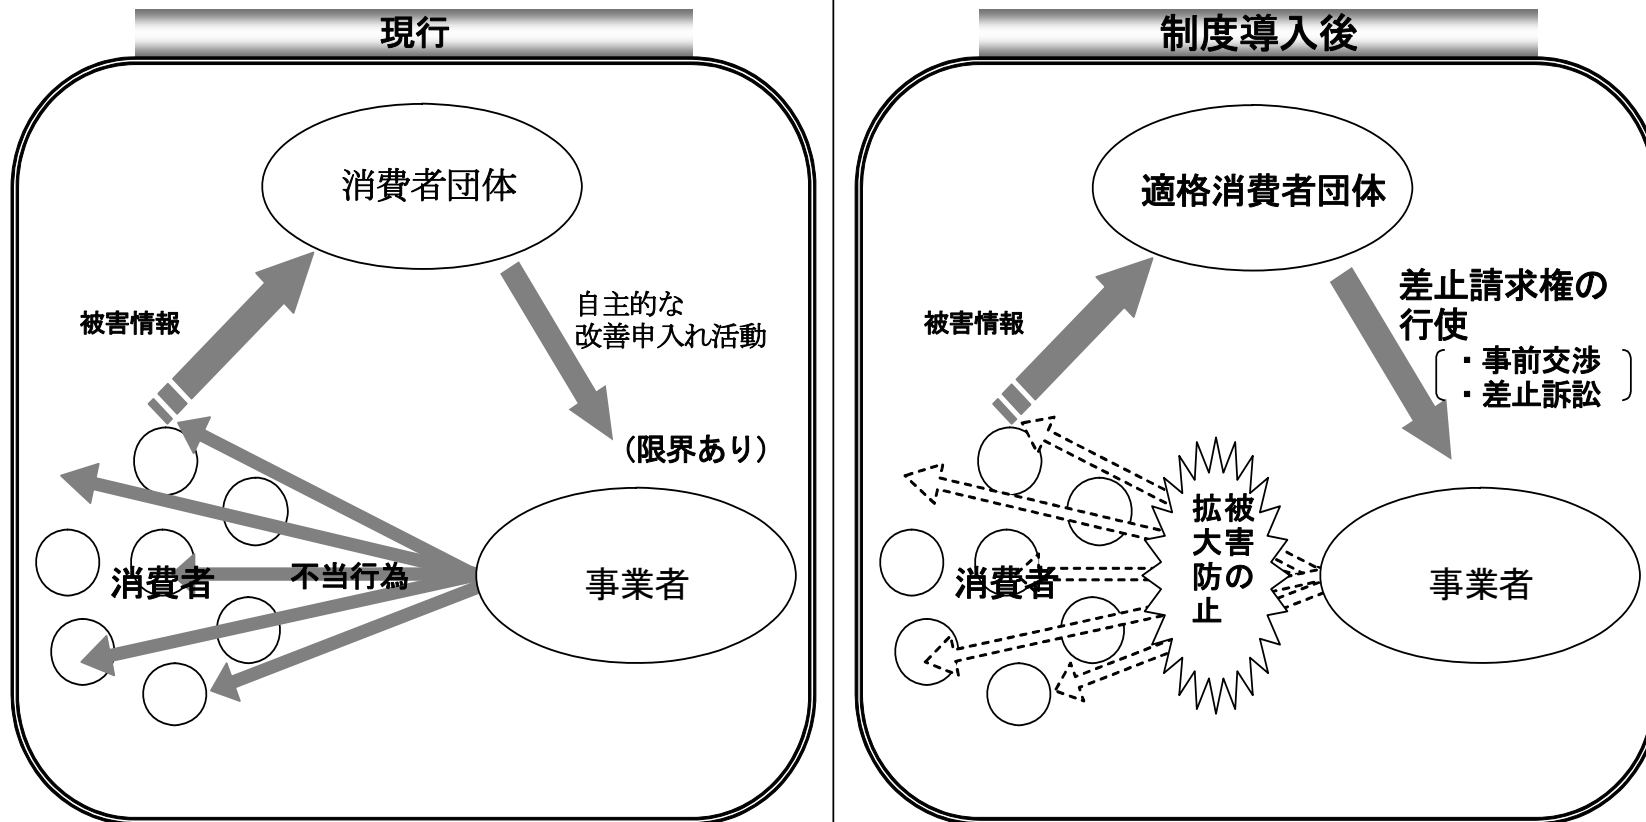 現行
消費者団体
被害情報
自主的な
改善申入れ活動
（限界あり）
消費者
不当行為
事業者
制度導入後
適格消費者団体
被害情報
差止請求権の
行使
・事前交渉
・差止訴訟
被害の
拡大防止
消費者
事業者